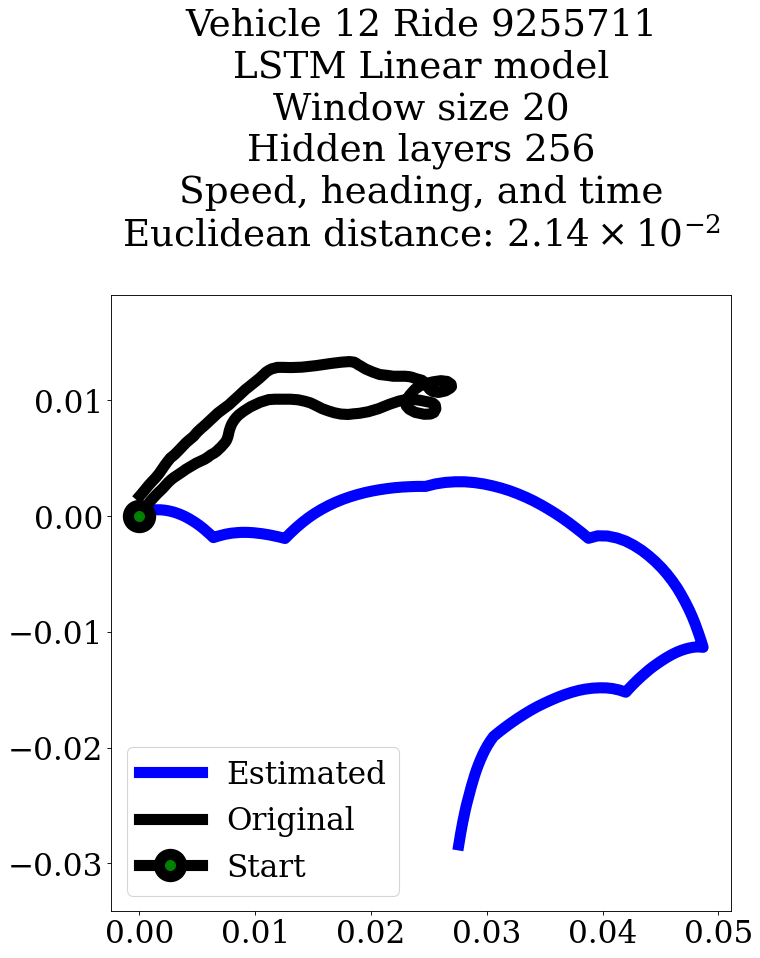 Vehicle 12 Ride 9255711
LSTM Linear model
Window size 20
Hidden layers 256
Speed, heading, and time
Euclidean distance: 2.14 × 10⁻²
0.01
0.00
−0.01
−0.02
−0.03
Estimated
Original
Start
0.00 0.01 0.02 0.03 0.04 0.05